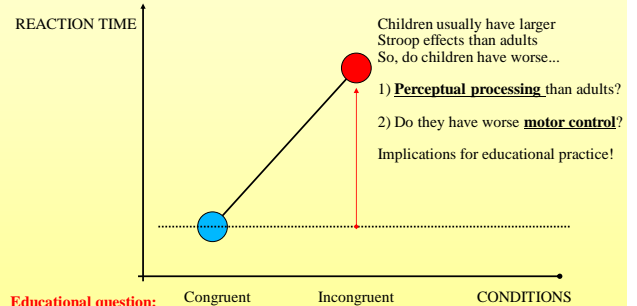 REACTION TIME
Children usually have larger
Stroop effects than adults
So, do children have worse...
1) Perceptual processing than adults?
2) Do they have worse motor control?
Implications for educational practice!
Congruent
Incongruent
CONDITIONS
Educational question: